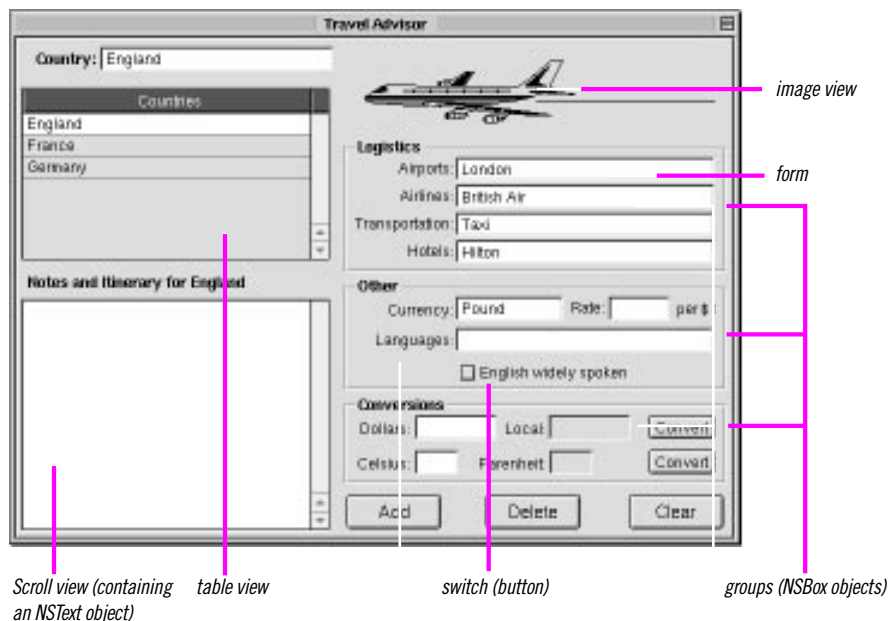 Travel Advisor
Country: England
Countries
England
France
Germany
Notes and Itinerary for England
Logistics
Airports: London
Airlines: British Air
Transportation: Taxi
Hotels: Hilton
Other
Currency: Pound Rate: per $
Languages:
English widely spoken
Conversions
Dollars: Local: Convert
Celsius: Farenheit: Convert
Add Delete Clear
image view
form
Scroll view (containing
an NSText object)
table view
switch (button)
groups (NSBox objects)